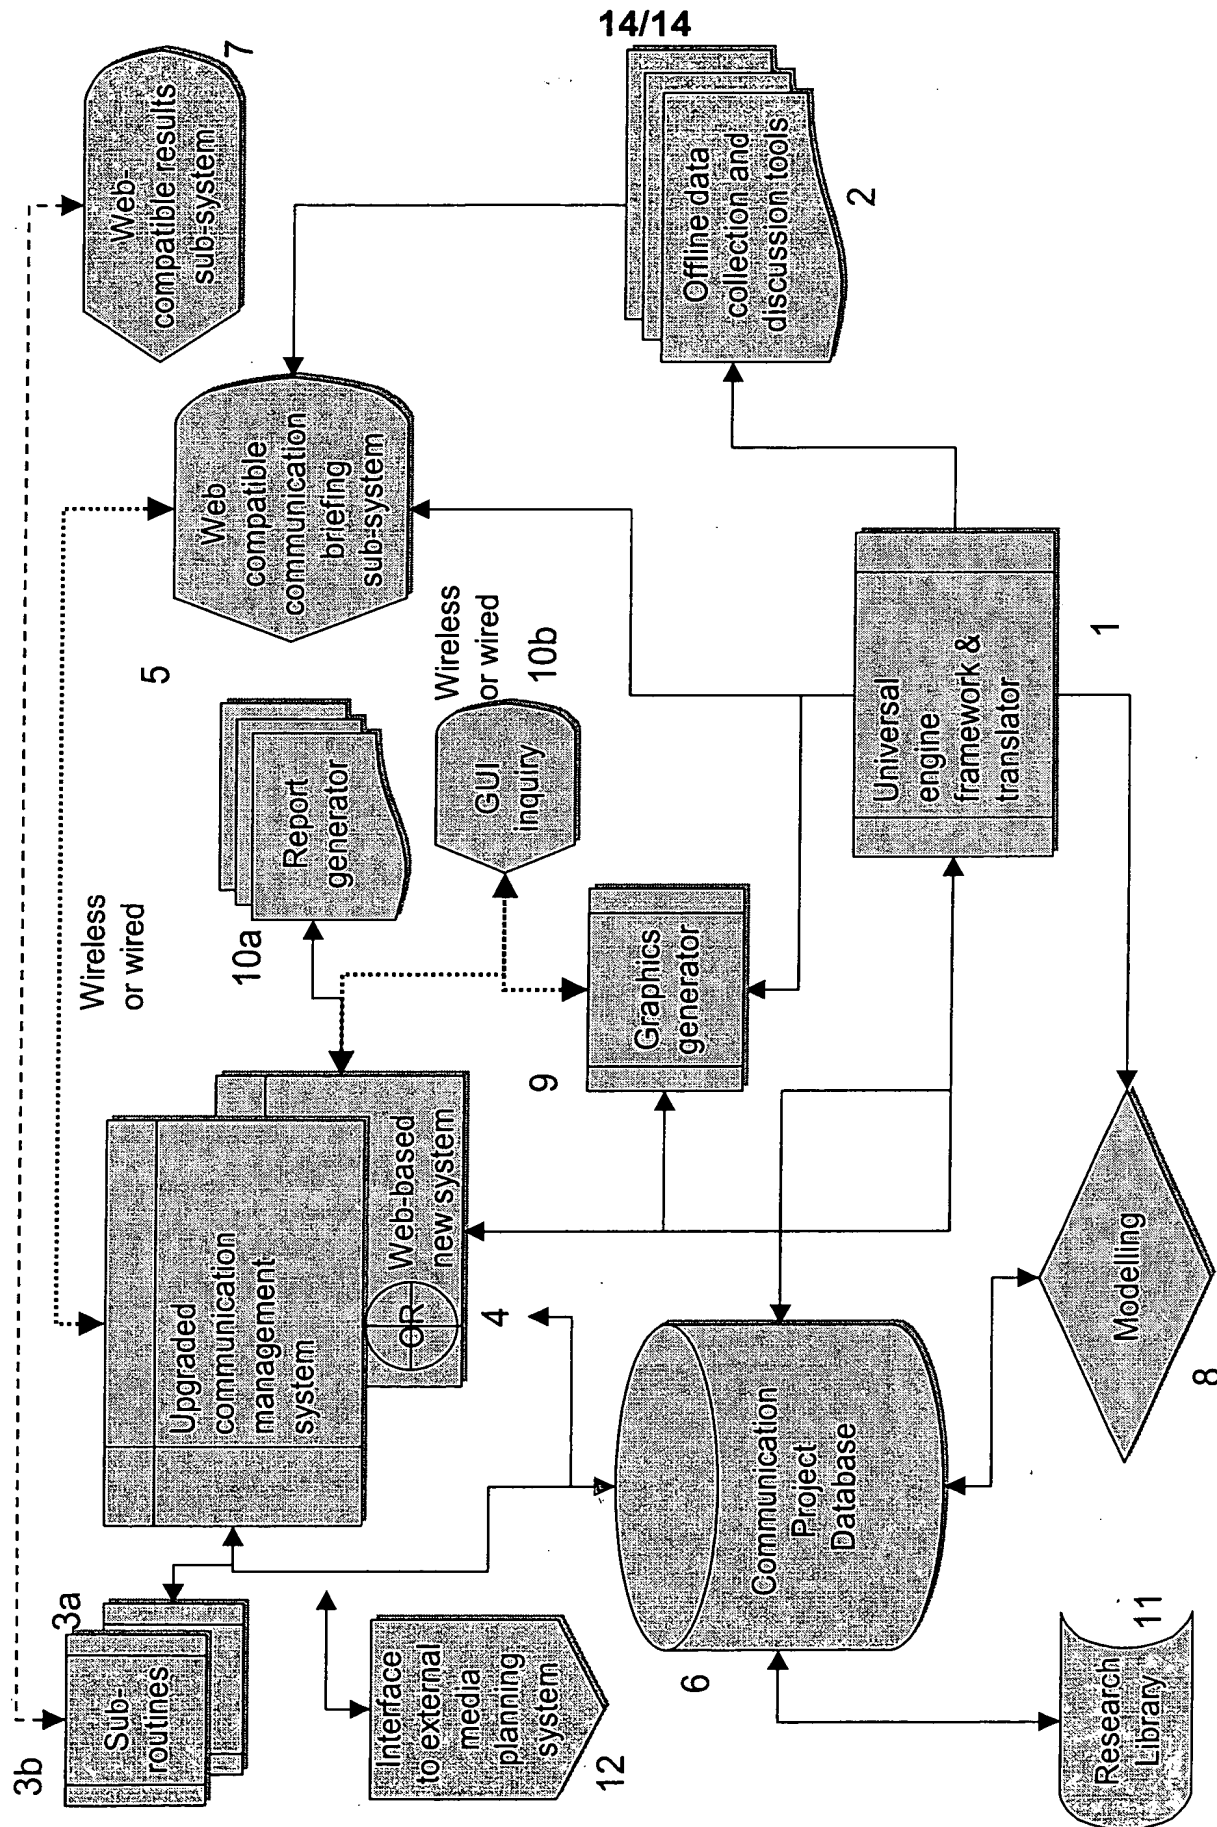 14/14
3b
3a
Sub-
routines
Interface
to external
media
planning
system
12
Upgraded
communication
management
system
Web-based
new system
OR
4
Wireless
or wired
10a
Report
generator
5
Web
compatible
communication
briefing
sub-system
Web-
compatible results
sub-system
7
Wireless
or wired
10b
GUI
inquiry
9
Graphics
generator
Offline data
collection and
discussion tools
2
6
Communication
Project
Database
Universal
engine
framework &
translator
1
Research
Library
11
Modelling
8